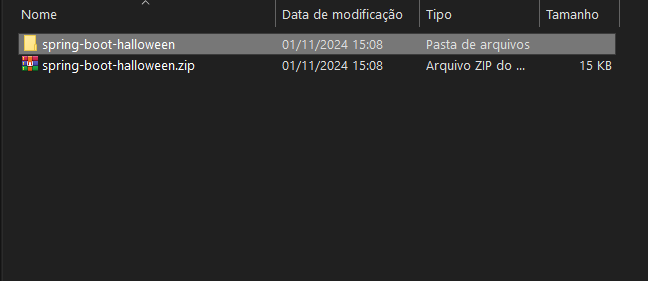 Nome Data de modificação Tipo Tamanho
spring-boot-halloween 01/11/2024 15:08 Pasta de arquivos
spring-boot-halloween.zip 01/11/2024 15:08 Arquivo ZIP do ... 15 KB